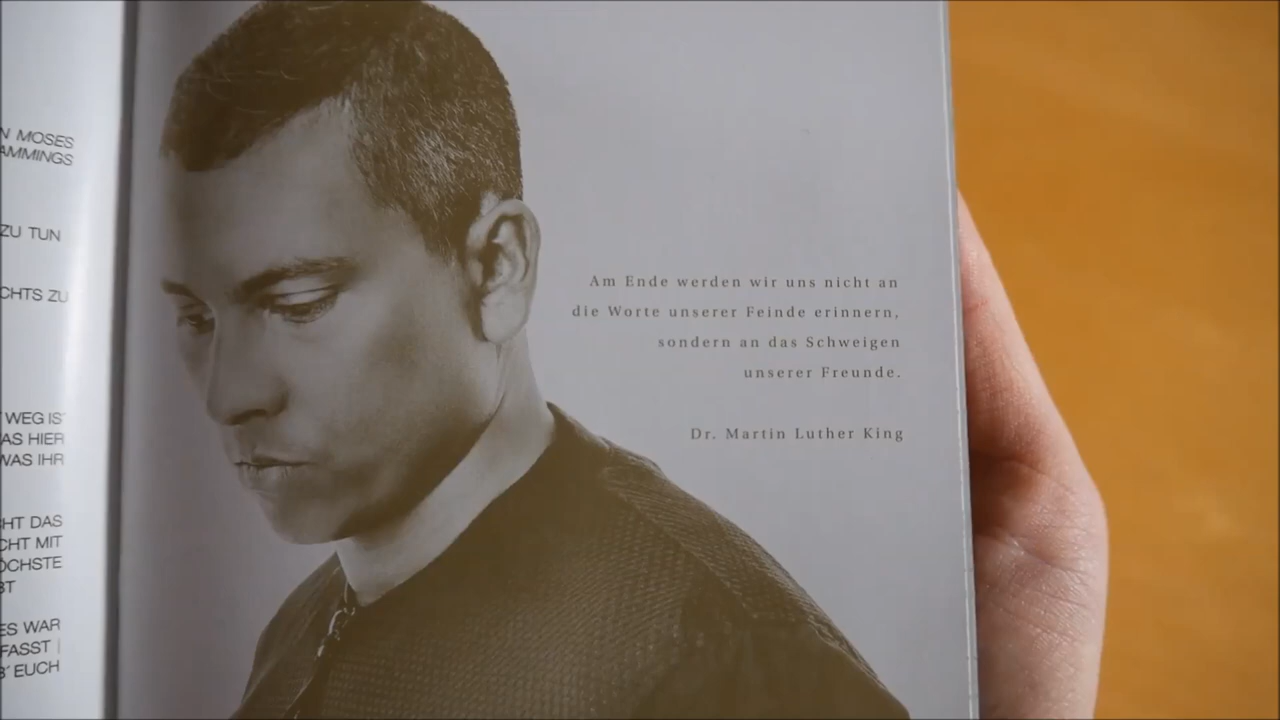 N MOSES
AMMINGS
ZU TUN
CHTS ZU
WEG IST
AS HIER
WAS IHR
HT DAS
CHT MIT
ÖCHSTE
BT
ES WAR
FASST |
EUCH
Am Ende werden wir uns nicht an
die Worte unserer Feinde erinnern,
sondern an das Schweigen
unserer Freunde.
Dr. Martin Luther King